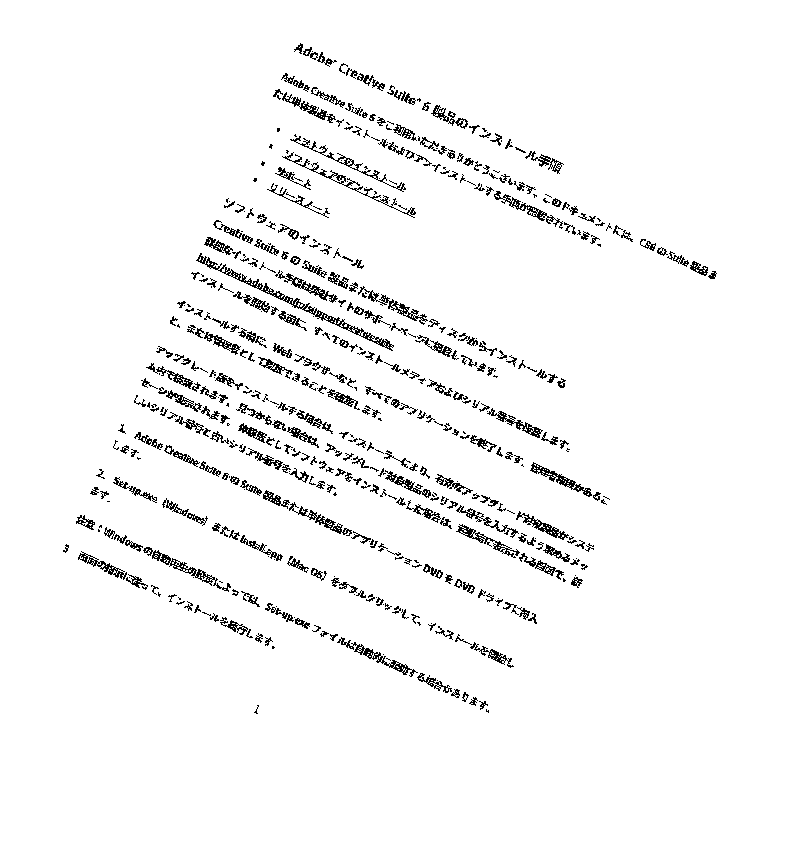 Adobe® Creative Suite® 6 製品のインストール手順
Adobe Creative Suite 6 をご利用いただきありがとうございます。このドキュメントには、CS6 の Suite 製品ま
たは単体製品をインストールおよびアンインストールする手順が記載されています。
• ソフトウェアのインストール
• ソフトウェアのアンインストール
• サポート
• リリースノート
ソフトウェアのインストール
Creative Suite 6 の Suite 製品または単体製品をディスクからインストールする
詳細なインストール手順は弊社サイトのサポートページに掲載しています。
インストールを開始する前に、すべてのインストールメディアおよびシリアル番号を確認します。
インストールする前に、Web ブラウザーなど、すべてのアプリケーションを終了します。管理者権限があるこ
と、または管理者として認証できることを確認します。
アップグレード版をインストールする場合は、インストーラーにより、有効なアップグレード対象製品がシステ
ム内で検索されます。見つからない場合は、アップグレード対象製品のシリアル番号を入力するよう求めるメッ
セージが表示されます。体験版としてソフトウェアをインストールした場合は、起動時に表示される画面で、新
しいシリアル番号と古いシリアル番号を入力します。
1. Adobe Creative Suite 6 の Suite 製品または単体製品のアプリケーション DVD を DVD ドライブに挿入
します。
2. Set-up.exe（Windows）または Install.app（Mac OS）をダブルクリックして、インストールを開始し
ます。
注意：Windows の自動再生の設定によっては、Set-up.exe ファイルは自動的に起動する場合があります。
3 画面の指示に従って、インストールを続行します。
1